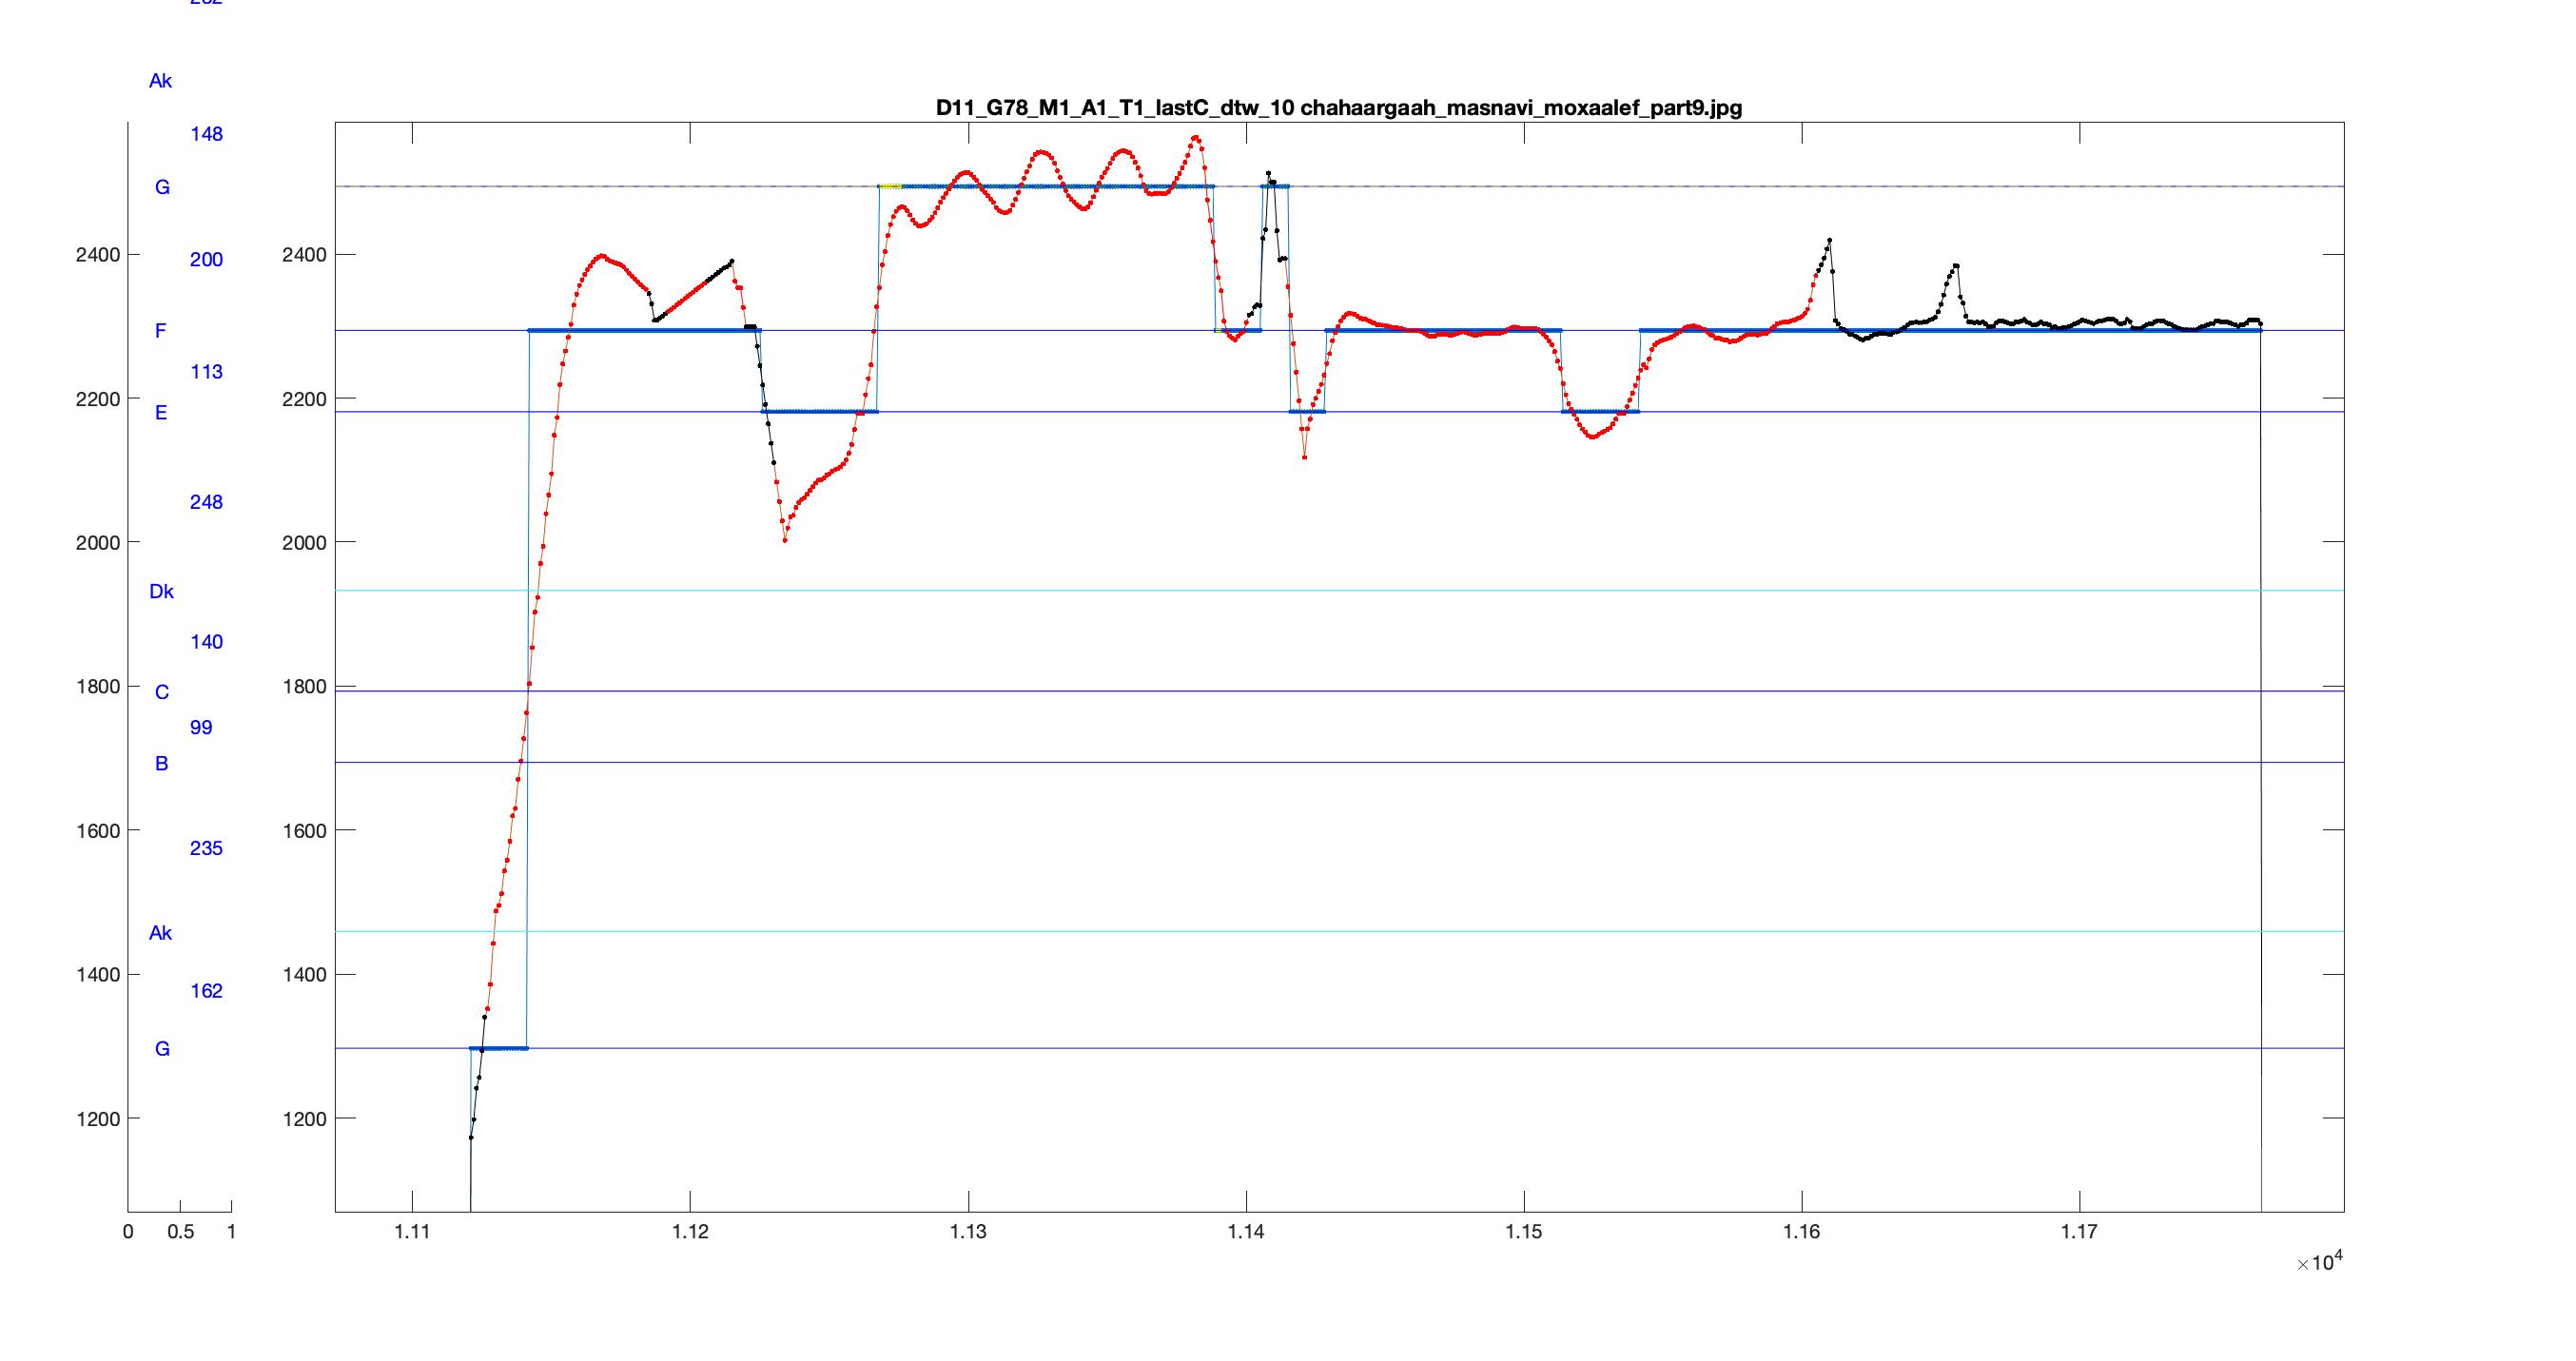 Ak
D11_G78_M1_A1_T1_lastC_dtw_10 chahaargaah_masnavi_moxaalef_part9.jpg
148
G
2400 200 2400
F
113
2200 E 2200
248
2000 2000
Dk
140
1800 C 1800
99
B
1600 235 1600
Ak
1400 162 1400
G
1200 1200
0 0.5 1 1.11 1.12 1.13 1.14 1.15 1.16 1.17
×10^4